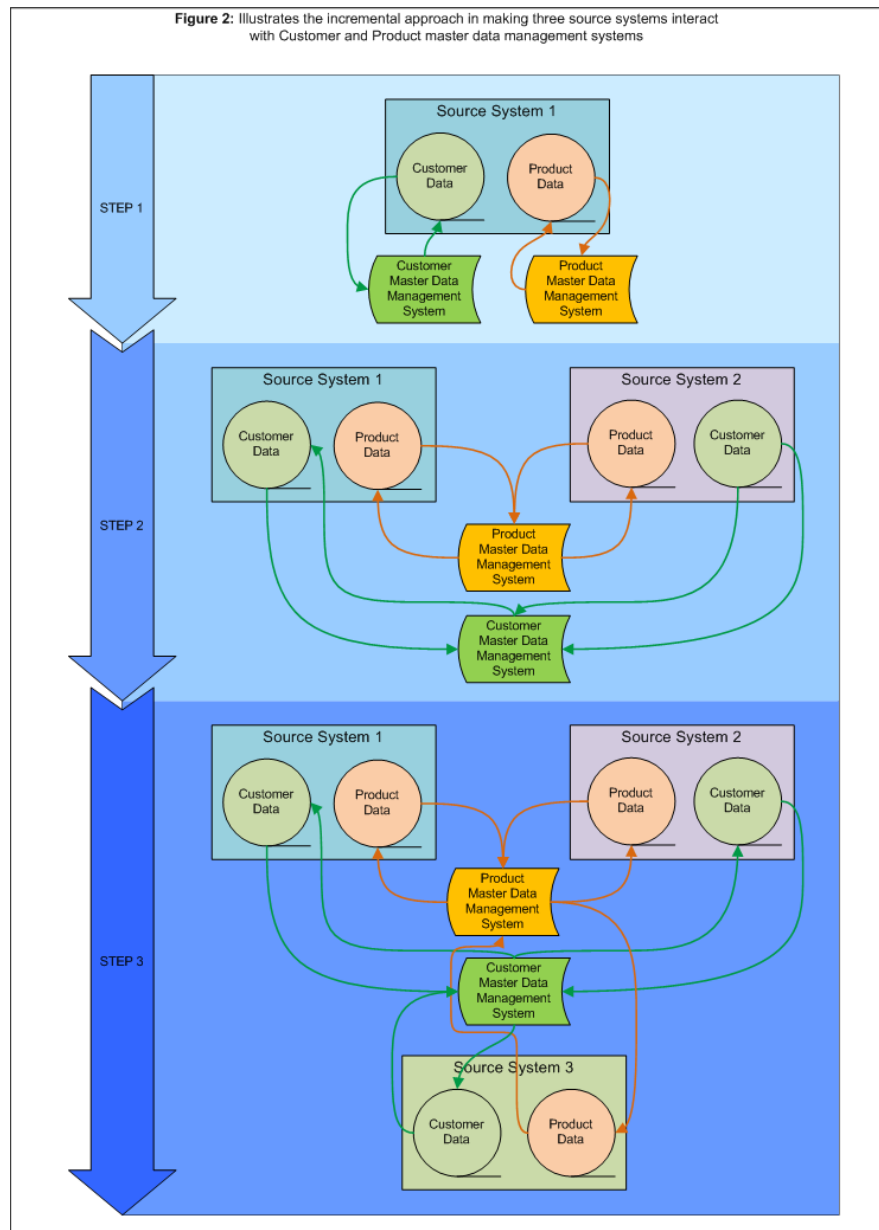 Figure 2: Illustrates the incremental approach in making three source systems interact
with Customer and Product master data management systems
STEP 1
Source System 1
Customer
Data
Product
Data
Customer
Master Data
Management
System
Product
Master Data
Management
System
STEP 2
Source System 1
Customer
Data
Product
Data
Source System 2
Product
Data
Customer
Data
Product
Master Data
Management
System
Customer
Master Data
Management
System
STEP 3
Source System 1
Customer
Data
Product
Data
Source System 2
Product
Data
Customer
Data
Product
Master Data
Management
System
Customer
Master Data
Management
System
Source System 3
Customer
Data
Product
Data